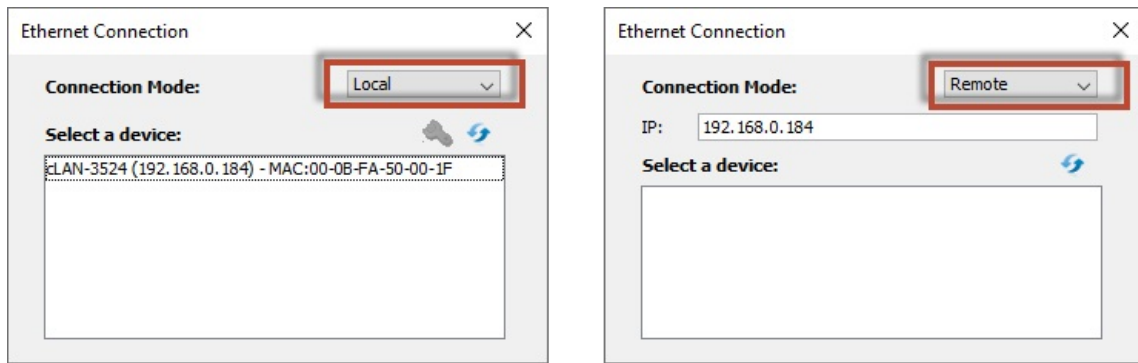 Ethernet Connection
Connection Mode:
Local
Select a device:
cLAN-3524 (192.168.0.184) - MAC:00-0B-FA-50-00-1F
Ethernet Connection
Connection Mode:
Remote
IP:
192.168.0.184
Select a device: